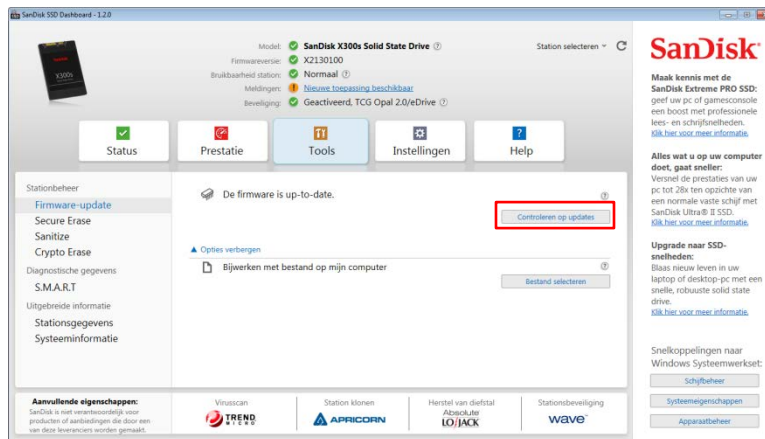 SanDisk SSD Dashboard - 1.2.0
Model: SanDisk X300s Solid State Drive
Station selecteren
Firmwareversie: X2130100
Bruikbaarheid station: Normaal
Meldingen: Nieuwe toepassing beschikbaar
Beveiliging: Geactiveerd, TCG Opal 2.0/eDrive
X300s
Status
Prestatie
Tools
Instellingen
Help
Stationbeheer
Firmware-update
Secure Erase
Sanitize
Crypto Erase
Diagnostische gegevens
S.M.A.R.T
Uitgebreide informatie
Stationsgegevens
Systeeminformatie
De firmware is up-to-date.
Controleren op updates
Opties verbergen
Bijwerken met bestand op mijn computer
Bestand selecteren
Aanvullende eigenschappen:
SanDisk is niet verantwoordelijk voor
producten of aanbiedingen die door een
van deze leveranciers worden gemaakt.
Virusscan
TREND
MICRO
Station klonen
APRICORN
Herstel van diefstal
Absolute
LO/JACK
Stationsbeveiliging
wave
SanDisk
Maak kennis met de
SanDisk Extreme PRO SSD:
geef uw pc of gamesconsole
een boost met professionele
lees- en schrijfsnelheden.
Klik hier voor meer informatie.
Alles wat u op uw computer
doet, gaat sneller:
Versnel de prestaties van uw
pc tot 28x ten opzichte van
een normale vaste schijf met
SanDisk Ultra® II SSD.
Klik hier voor meer informatie.
Upgrade naar SSD-
snelheden:
Blaas nieuw leven in uw
laptop of desktop-pc met een
snelle, robuuste solid state
drive.
Klik hier voor meer informatie.
Snelkoppelingen naar
Windows Systeemwerkset:
Schijfbeheer
Systeemeigenschappen
Apparaatbeheer